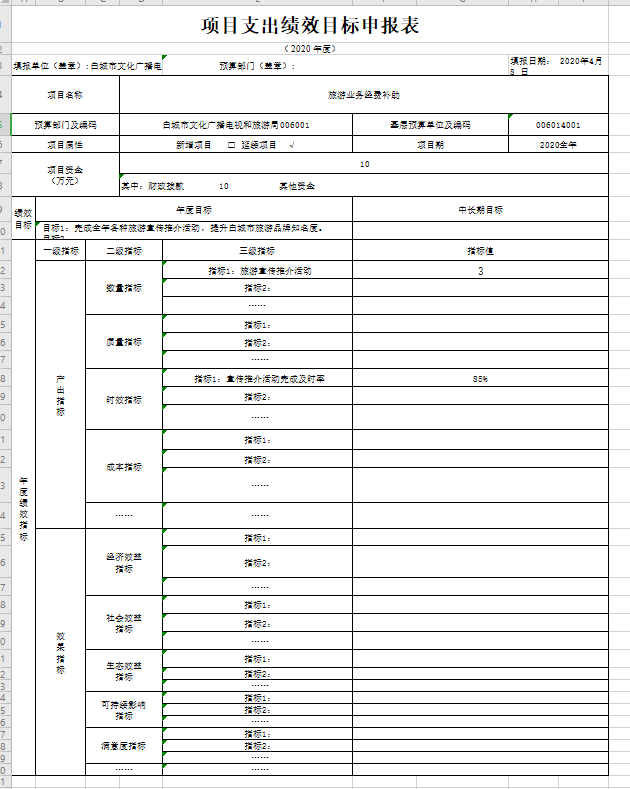 项目支出绩效目标申报表
（2020年度）
填报单位（盖章）:白城市文化广播电 预算部门（盖章）: 填报日期： 2020年4月
8 日
项目名称 旅游业务经费补助
预算部门及编码 白城市文化广播电视和旅游局006001 基层预算单位及编码 006014001
项目属性 新增项目 □ 延续项目 √ 项目期 2020全年
项目资金
（万元）
10
其中：财政拨款 10 其他资金
绩效
目标
年度目标 中长期目标
目标1：完成全年各种旅游宣传推介活动，提升白城市旅游品牌知名度。
一级指标 二级指标 三级指标 指标值
年度绩效指标
产出指标
数量指标
指标1：旅游宣传推介活动 3
指标2：
……
质量指标
指标1：
指标2：
……
时效指标
指标1：宣传推介活动完成及时率 85%
指标2：
……
成本指标
指标1：
指标2：
……
…… ……
效果指标
经济效益
指标
指标1：
指标2：
……
社会效益
指标
指标1：
指标2：
……
生态效益
指标
指标1：
指标2：
……
可持续影响
指标
指标1：
指标2：
……
满意度指标
指标1：
指标2：
……
…… ……